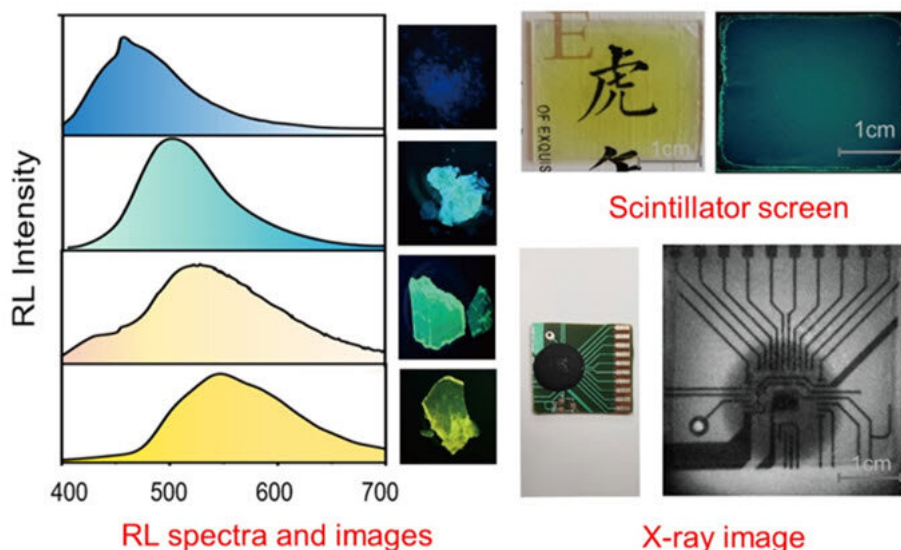 RL Intensity
400
500
600
700
RL spectra and images
E
虎
OF EXQUIS
1cm
1cm
Scintillator screen
1cm
X-ray image